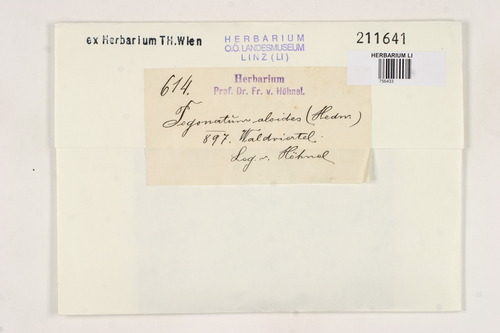 ex Herbarium TH.Wien
HERBARIUM
O.Ö. LANDESMUSEUM
LINZ (LI)
211641
HERBARIUM LI
756403
614.
Herbarium
Prof. Dr. Fr. v. Höhnel.
Pogonatum aloides (Hedw.)
897. Waldviertel.
Leg. v. Höhnel